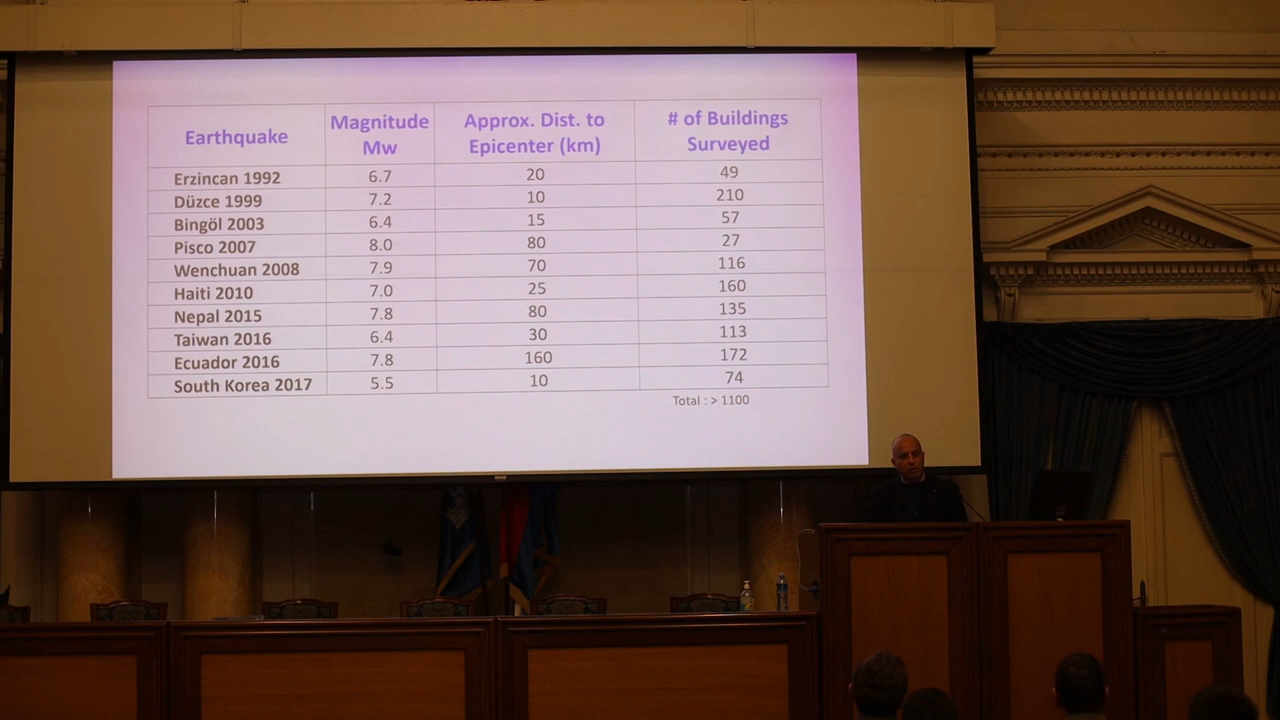 Earthquake Magnitude Mw Approx. Dist. to Epicenter (km) # of Buildings Surveyed
Erzincan 1992 6.7 20 49
Düzce 1999 7.2 10 210
Bingöl 2003 6.4 15 57
Pisco 2007 8.0 80 27
Wenchuan 2008 7.9 70 116
Haiti 2010 7.0 25 160
Nepal 2015 7.8 80 135
Taiwan 2016 6.4 30 113
Ecuador 2016 7.8 160 172
South Korea 2017 5.5 10 74
Total : > 1100